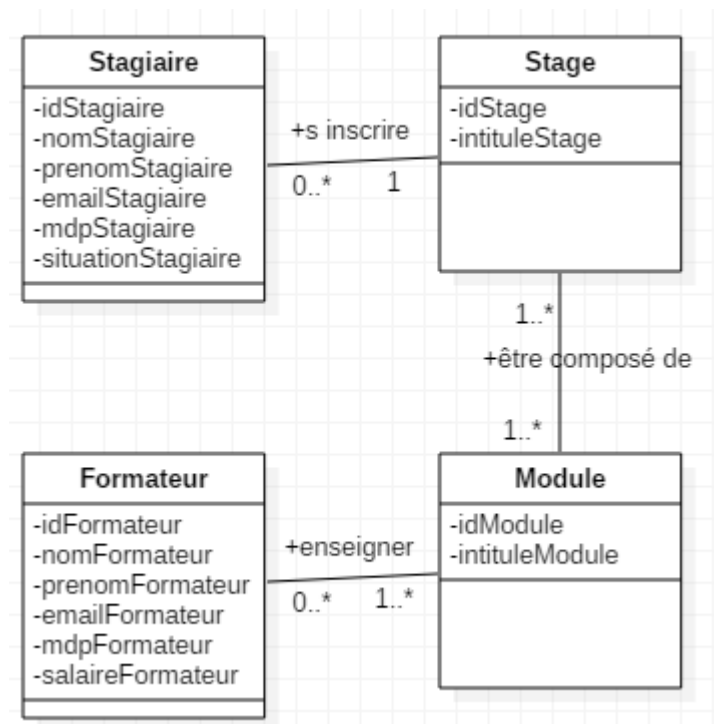 Stagiaire
-idStagiaire
-nomStagiaire
-prenomStagiaire
-emailStagiaire
-mdpStagiaire
-situationStagiaire
+s inscrire
0..*
1
Stage
-idStage
-intituleStage
1..*
+être composé de
1..*
Formateur
-idFormateur
-nomFormateur
-prenomFormateur
-emailFormateur
-mdpFormateur
-salaireFormateur
+enseigner
0..*
1..*
Module
-idModule
-intituleModule